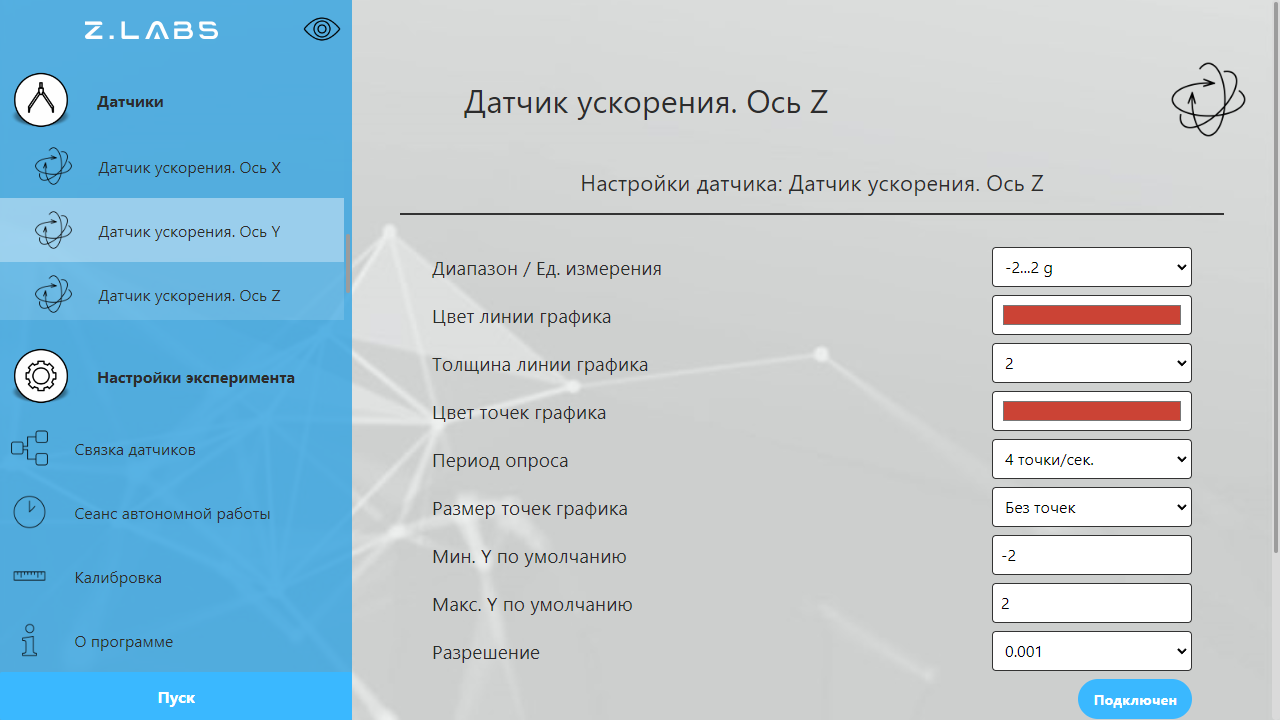 Z.LABS
Датчики
Датчик ускорения. Ось X
Датчик ускорения. Ось Y
Датчик ускорения. Ось Z
Настройки эксперимента
Связка датчиков
Сеанс автономной работы
Калибровка
О программе
Пуск
Датчик ускорения. Ось Z
Настройки датчика: Датчик ускорения. Ось Z
Диапазон / Ед. измерения -2...2 g
Цвет линии графика
Толщина линии графика 2
Цвет точек графика
Период опроса 4 точки/сек.
Размер точек графика Без точек
Мин. Y по умолчанию -2
Макс. Y по умолчанию 2
Разрешение 0.001
Подключен